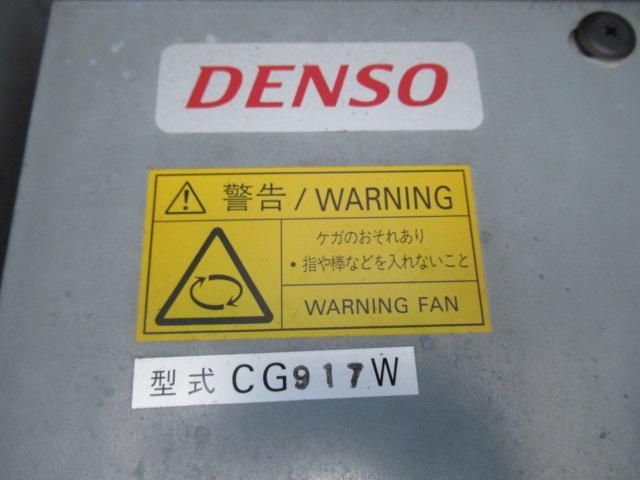 DENSO
警告/WARNING
ケガのおそれあり
・指や棒などを入れないこと
WARNING FAN
型式 CG917W